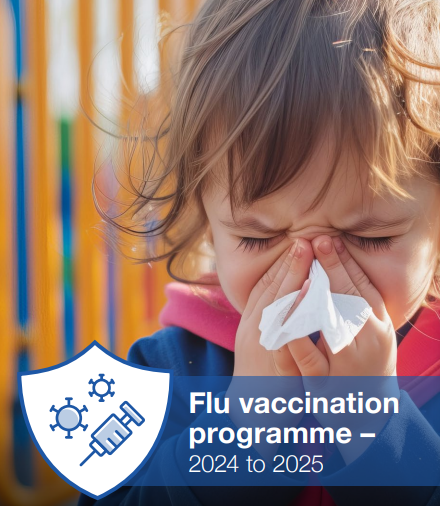 Flu vaccination
programme –
2024 to 2025